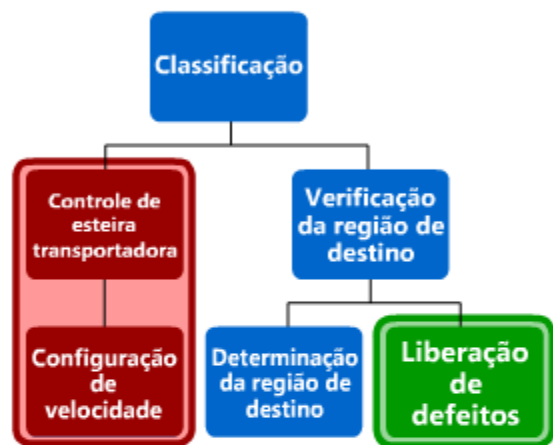 Classificação
Controle de
esteira
transportadora
Verificação
da região de
destino
Configuração
de
velocidade
Determinação
da região de
destino
Liberação
de
defeitos